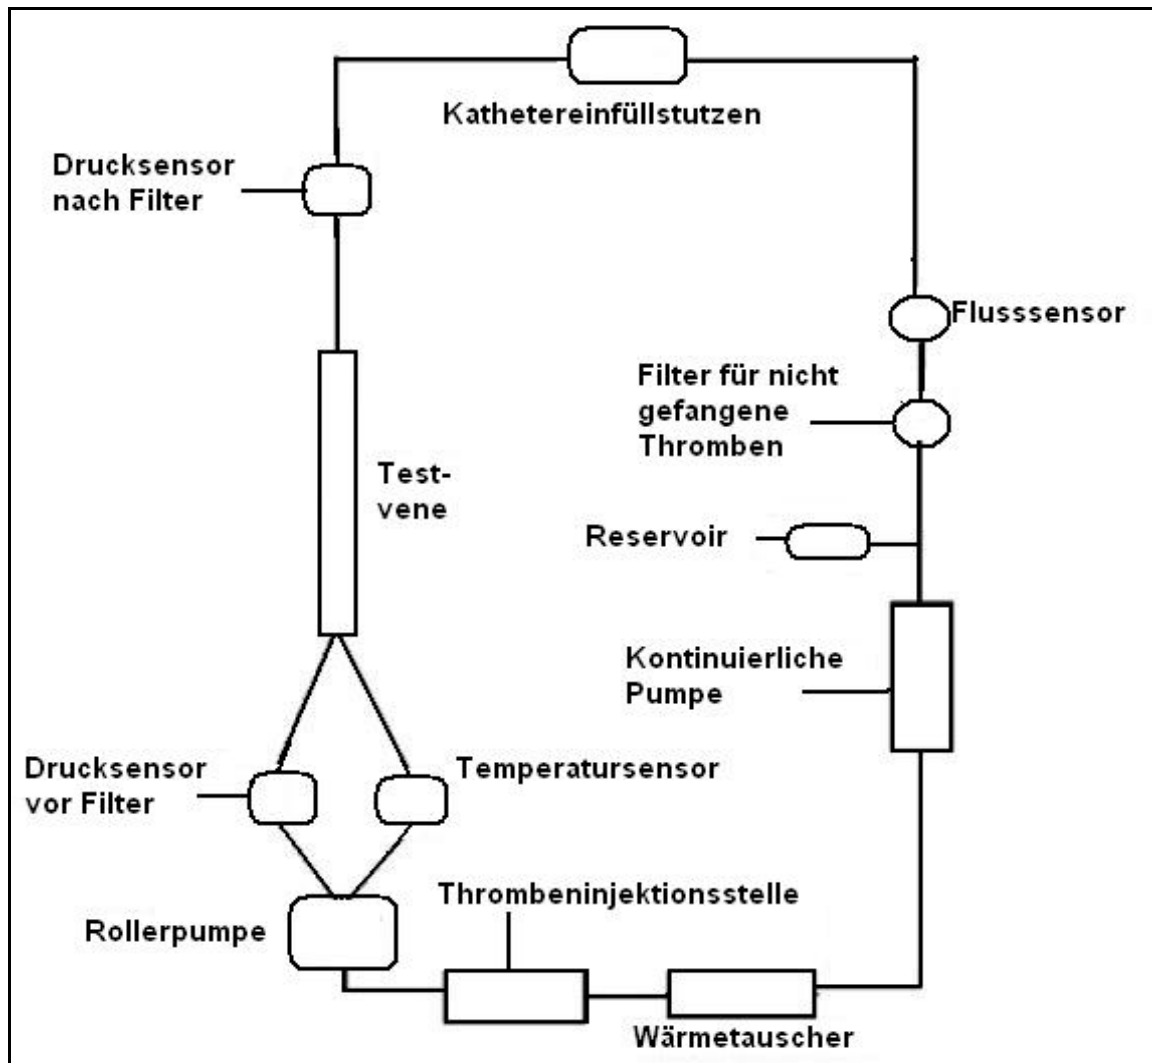 Kathetereinfüllstutzen
Drucksensor
nach Filter
Flusssensor
Filter für nicht
gefangene
Thromben
Test-
vene
Reservoir
Kontinuierliche
Pumpe
Drucksensor
vor Filter
Temperatursensor
Thrombeninjektionsstelle
Rollerpumpe
Wärmetauscher